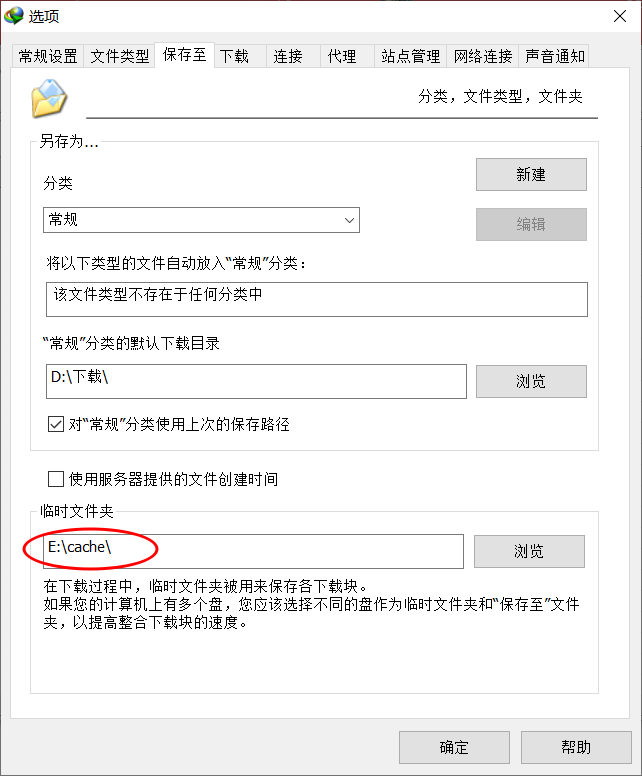 选项
常规设置 文件类型 保存至 下载 连接 代理 站点管理 网络连接 声音通知
分类，文件类型，文件夹
另存为...
新建
分类
常规
编辑
将以下类型的文件自动放入“常规”分类：
该文件类型不存在于任何分类中
“常规”分类的默认下载目录
D:\下载\
浏览
对“常规”分类使用上次的保存路径
使用服务器提供的文件创建时间
临时文件夹
E:\cache\
浏览
在下载过程中，临时文件夹被用来保存各下载块。
如果您的计算机上有多个盘，您应该选择不同的盘作为临时文件夹和“保存至”文件
夹，以提高整合下载块的速度。
确定 帮助